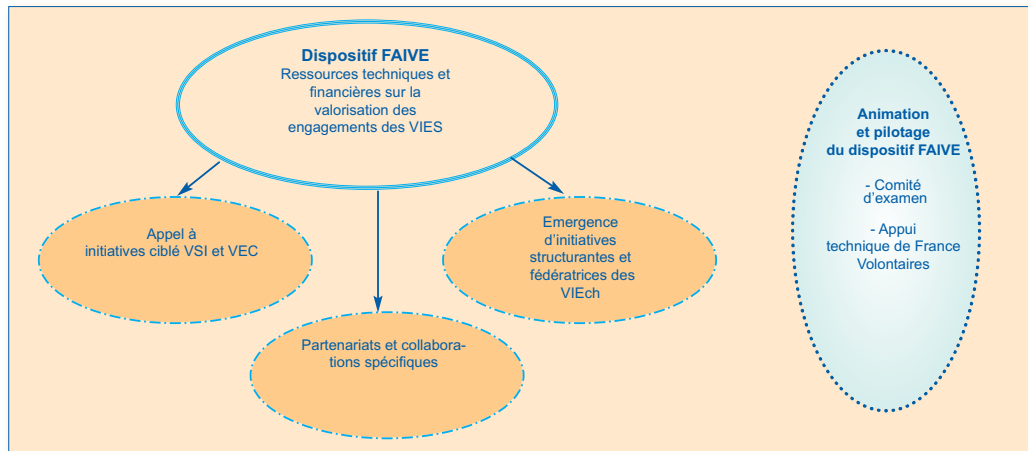 Dispositif FAIVE
Ressources techniques et
financières sur la
valorisation des
engagements des VIES
Appel à
initiatives ciblé VSI et VEC
Partenariats et collabora-
tions spécifiques
Emergence
d'initiatives
structurantes et
fédératrices des
VIEch
Animation
et pilotage
du dispositif FAIVE
- Comité
d'examen
- Appui
technique de France
Volontaires